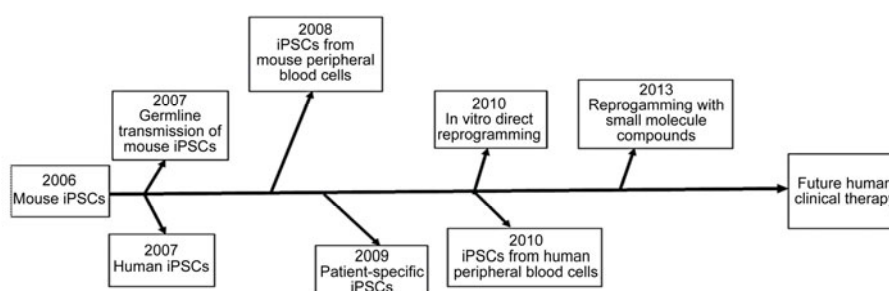 2008
iPSCs from
mouse peripheral
blood cells
2007
Germline
transmission of
mouse iPSCs
2010
In vitro direct
reprogramming
2013
Reprogamming with
small molecule
compounds
2006
Mouse iPSCs
Future human
clinical therapy
2007
Human iPSCs
2009
Patient-specific
iPSCs
2010
iPSCs from human
peripheral blood cells